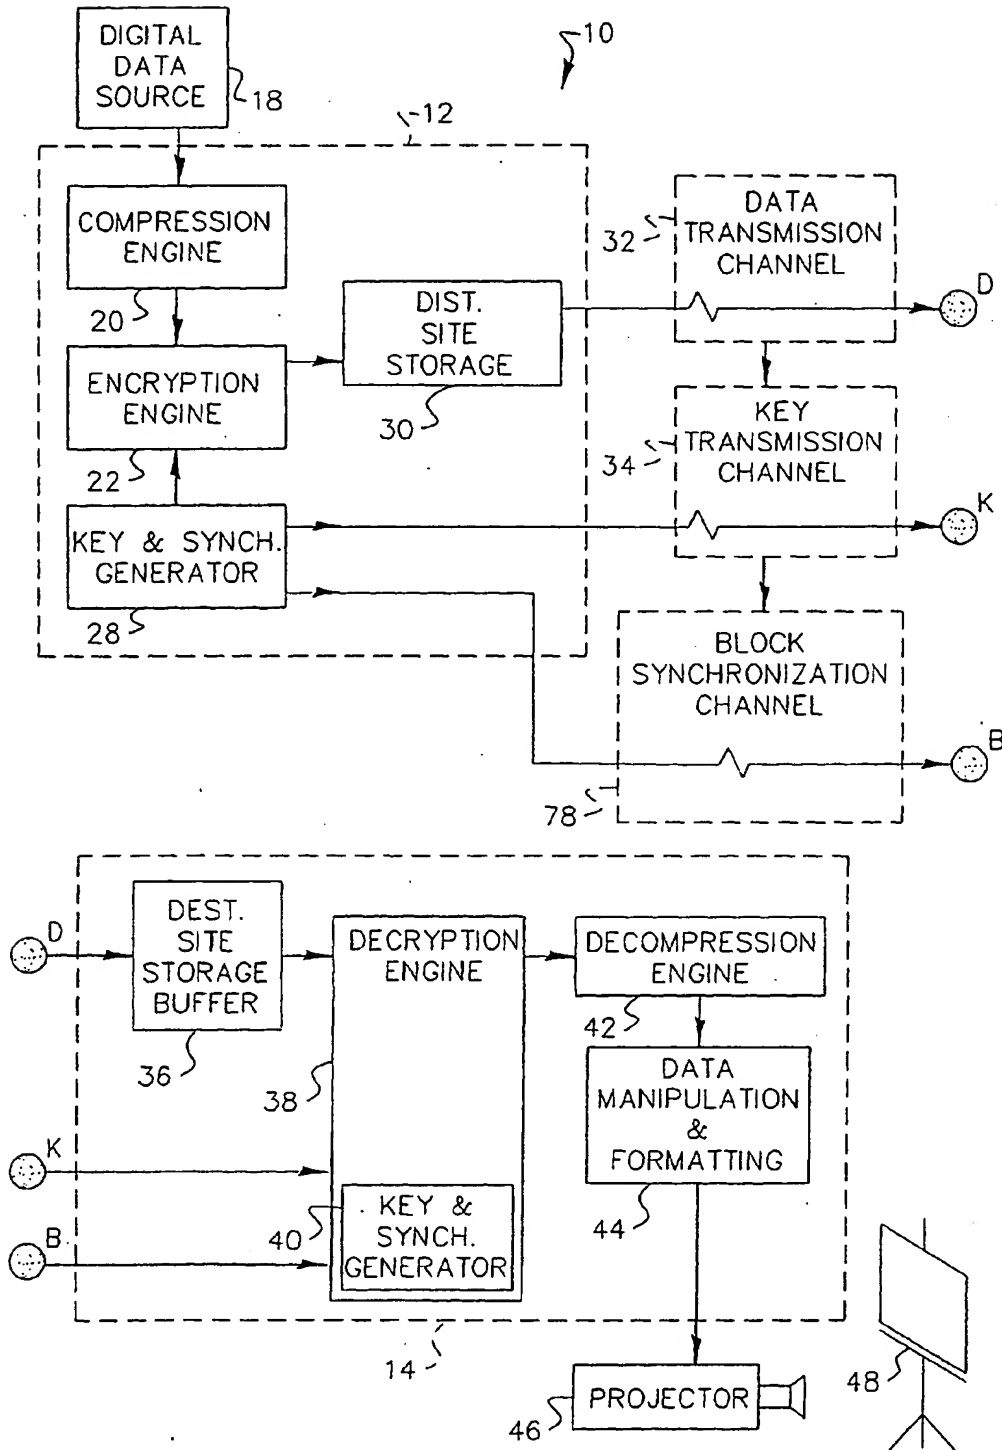 DIGITAL
DATA
SOURCE
18
10
12
COMPRESSION
ENGINE
20
ENCRYPTION
ENGINE
22
KEY & SYNCH.
GENERATOR
28
DIST.
SITE
STORAGE
30
DATA
TRANSMISSION
CHANNEL
32
D
KEY
TRANSMISSION
CHANNEL
34
K
BLOCK
SYNCHRONIZATION
CHANNEL
78
B
D
DEST.
SITE
STORAGE
BUFFER
36
DECRYPTION
ENGINE
38
DECOMPRESSION
ENGINE
42
DATA
MANIPULATION
&
FORMATTING
44
K
B
40
KEY &
SYNCH.
GENERATOR
14
PROJECTOR
46
48